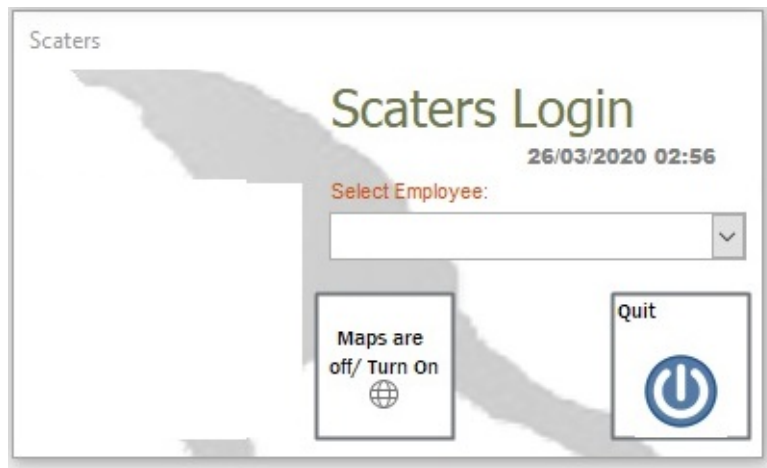 Scaters
Scaters Login
26/03/2020 02:56
Select Employee:
Maps are
off/ Turn On
Quit